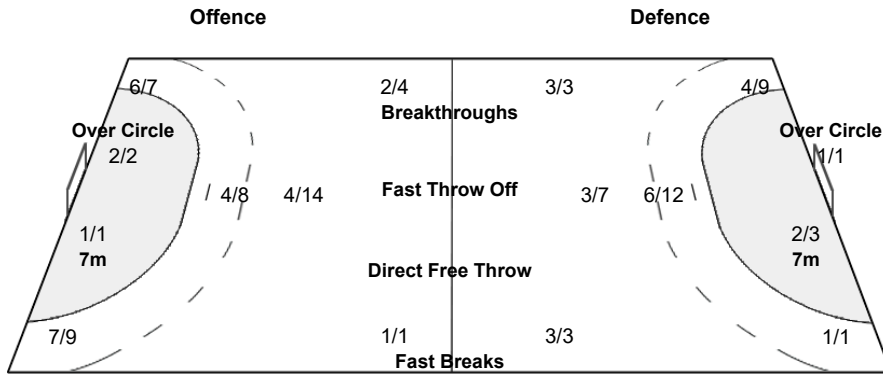 Offence Defence
6/7 2/4 3/3 4/9
Breakthroughs
Over Circle Over Circle
2/2 1/1
4/8 4/14 Fast Throw Off 3/7 6/12
1/1 2/3
7m 7m
Direct Free Throw
7/9 1/1 3/3 1/1
Fast Breaks